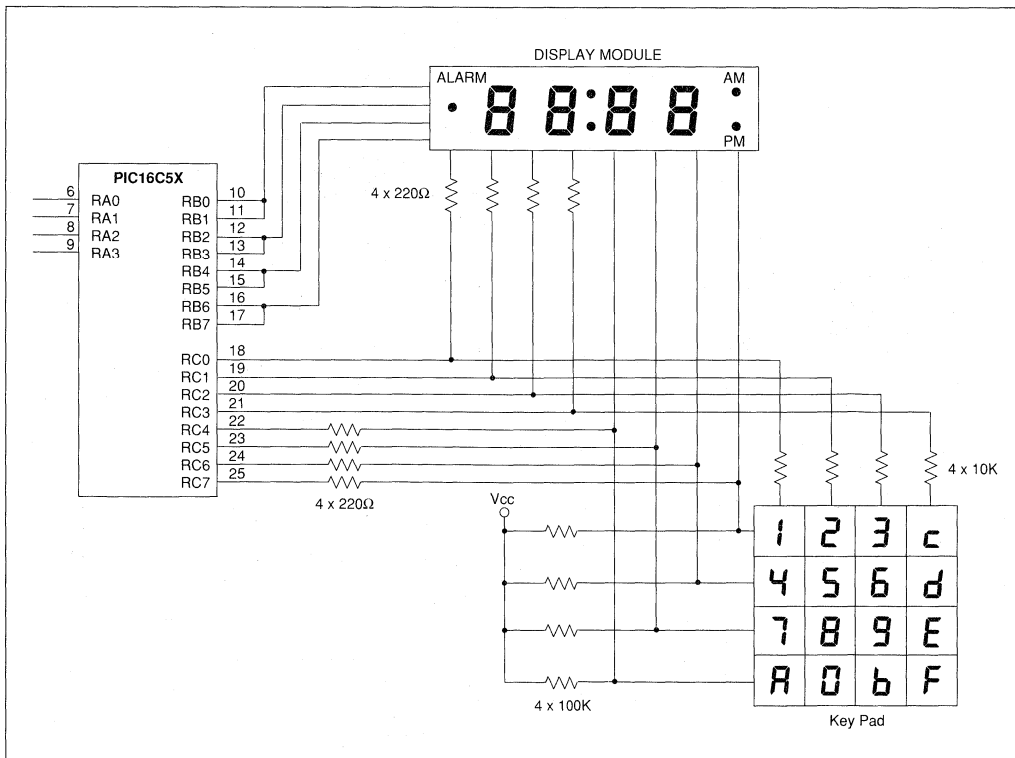 DISPLAY MODULE
ALARM
88:88
AM
PM
4 x 220Ω
PIC16C5X
6 RA0 RB0 10
7 RA1 RB1 11
8 RA2 RB2 12
9 RA3 RB3 13
RB4 14
RB5 15
RB6 16
RB7 17
RC0 18
RC1 19
RC2 20
RC3 21
RC4 22
RC5 23
RC6 24
RC7 25
4 x 220Ω
4 x 10K
Vcc
1 2 3 c
4 5 6 d
7 8 9 E
A 0 b F
4 x 100K
Key Pad